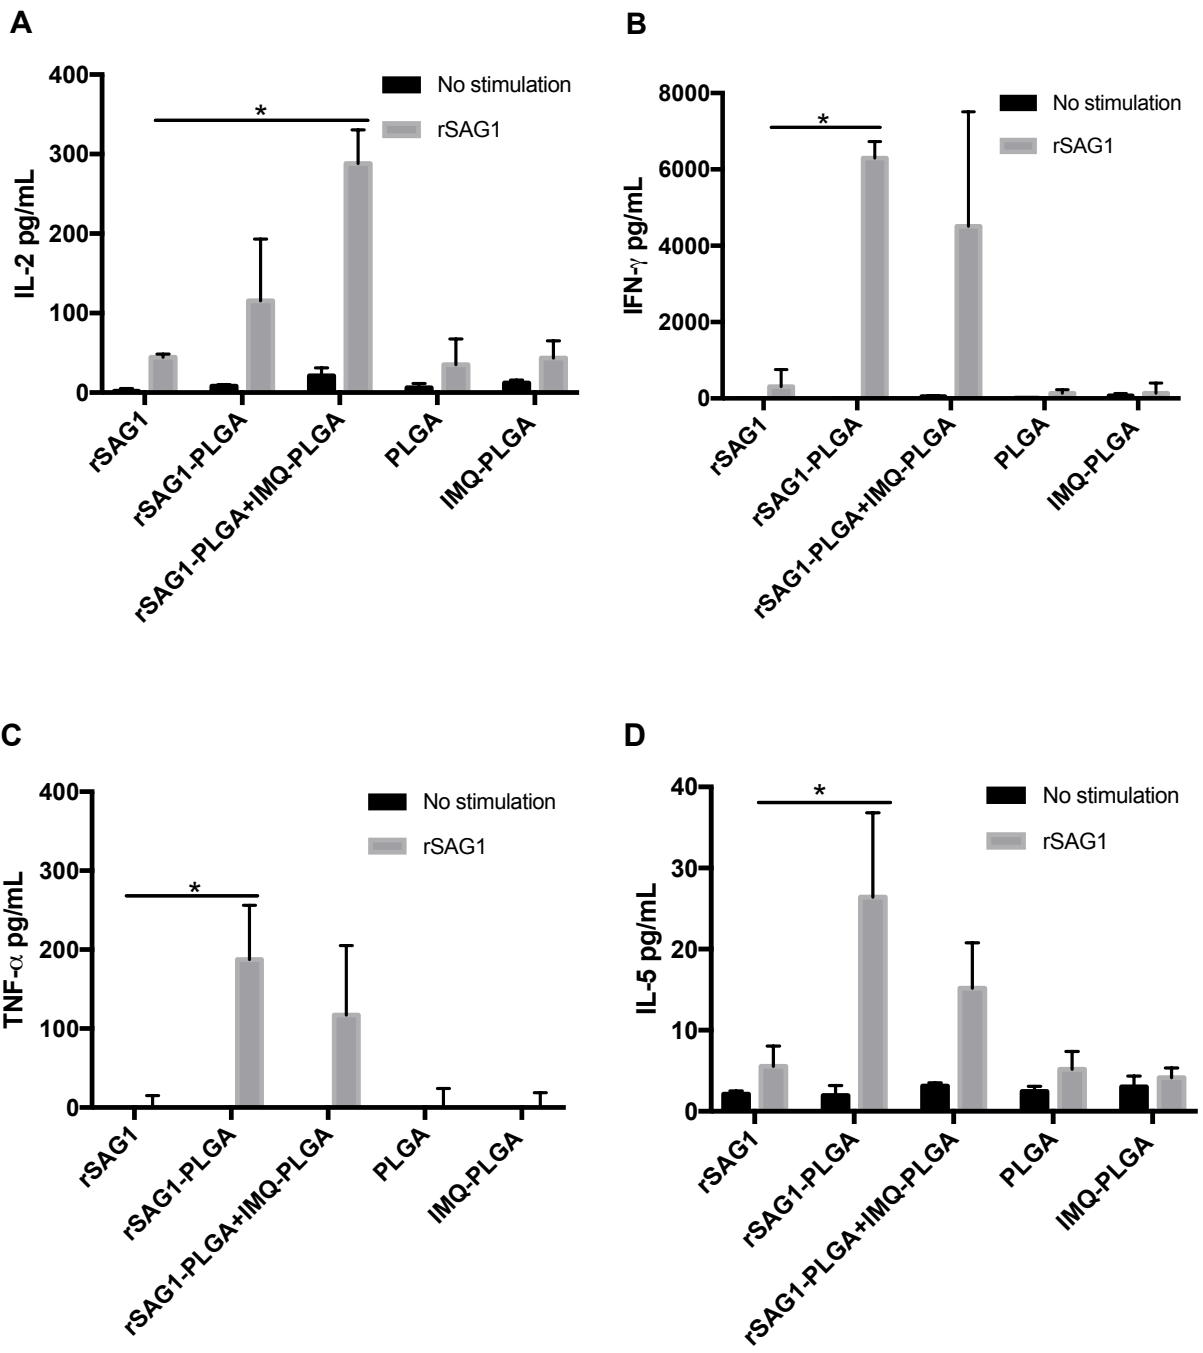 A
IL-2 pg/mL
400
300
200
100
0
*
No stimulation
rSAG1
rSAG1
rSAG1-PLGA
rSAG1-PLGA+IMQ-PLGA
PLGA
IMQ-PLGA
B
IFN-γ pg/mL
8000
6000
4000
2000
0
*
No stimulation
rSAG1
rSAG1
rSAG1-PLGA
rSAG1-PLGA+IMQ-PLGA
PLGA
IMQ-PLGA
C
TNF-α pg/mL
400
300
200
100
0
*
No stimulation
rSAG1
rSAG1
rSAG1-PLGA
rSAG1-PLGA+IMQ-PLGA
PLGA
IMQ-PLGA
D
IL-5 pg/mL
40
30
20
10
0
*
No stimulation
rSAG1
rSAG1
rSAG1-PLGA
rSAG1-PLGA+IMQ-PLGA
PLGA
IMQ-PLGA